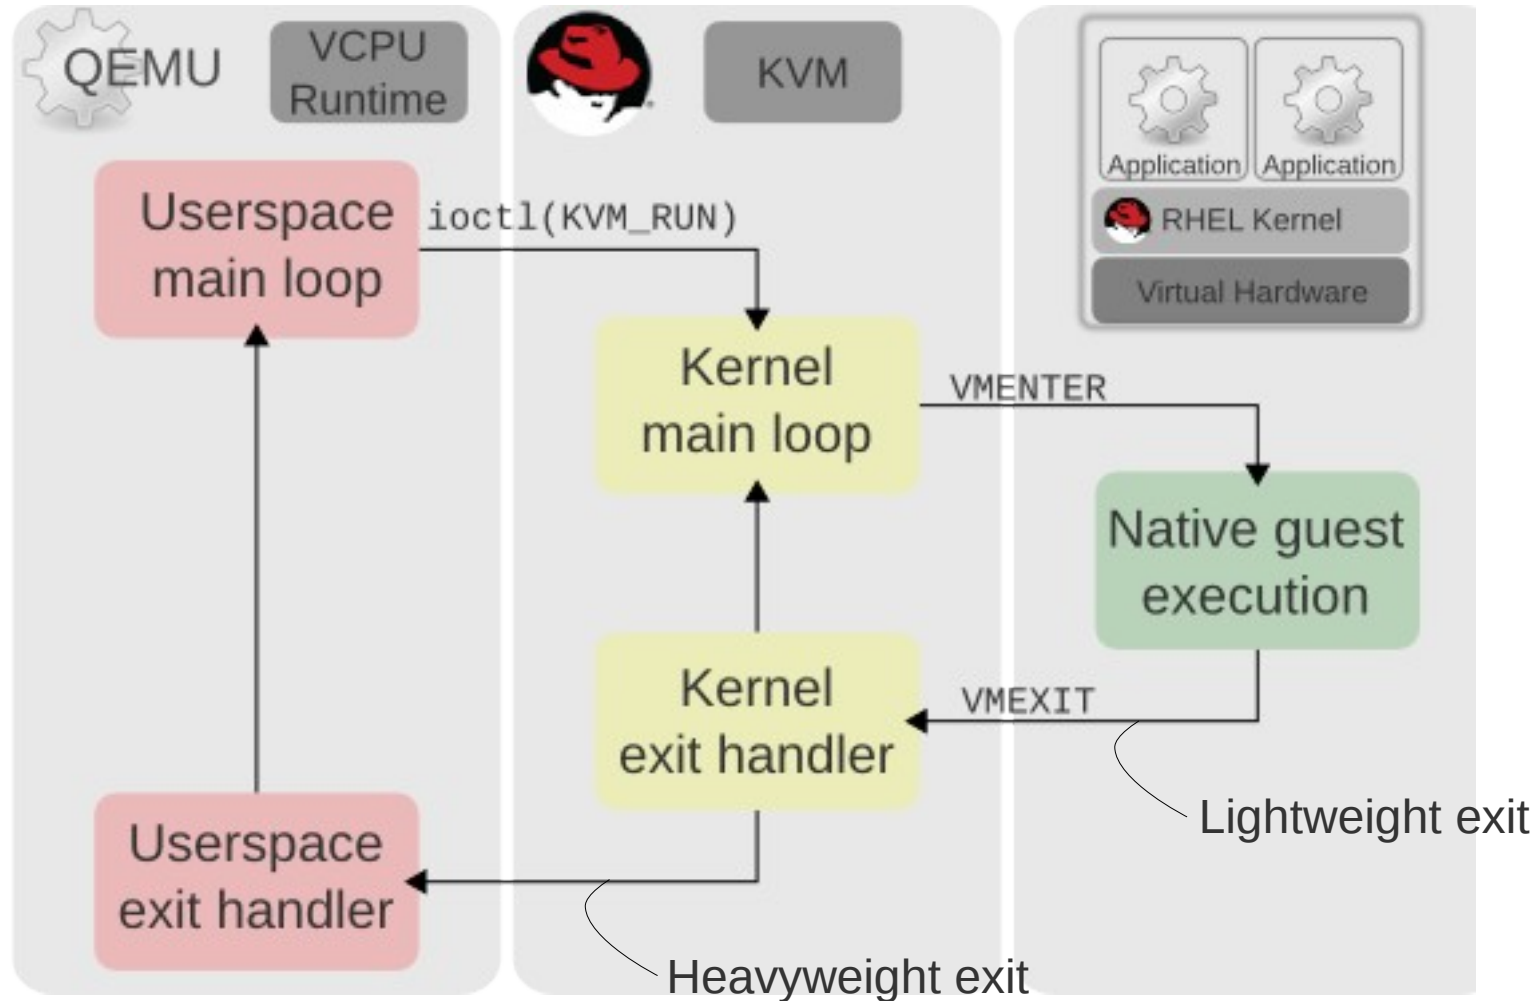 QEMU
VCPU
Runtime
KVM
Application
Application
RHEL Kernel
Virtual Hardware
Userspace
main loop
ioctl(KVM_RUN)
Kernel
main loop
VMENTER
Native guest
execution
Kernel
exit handler
VMEXIT
Lightweight exit
Userspace
exit handler
Heavyweight exit